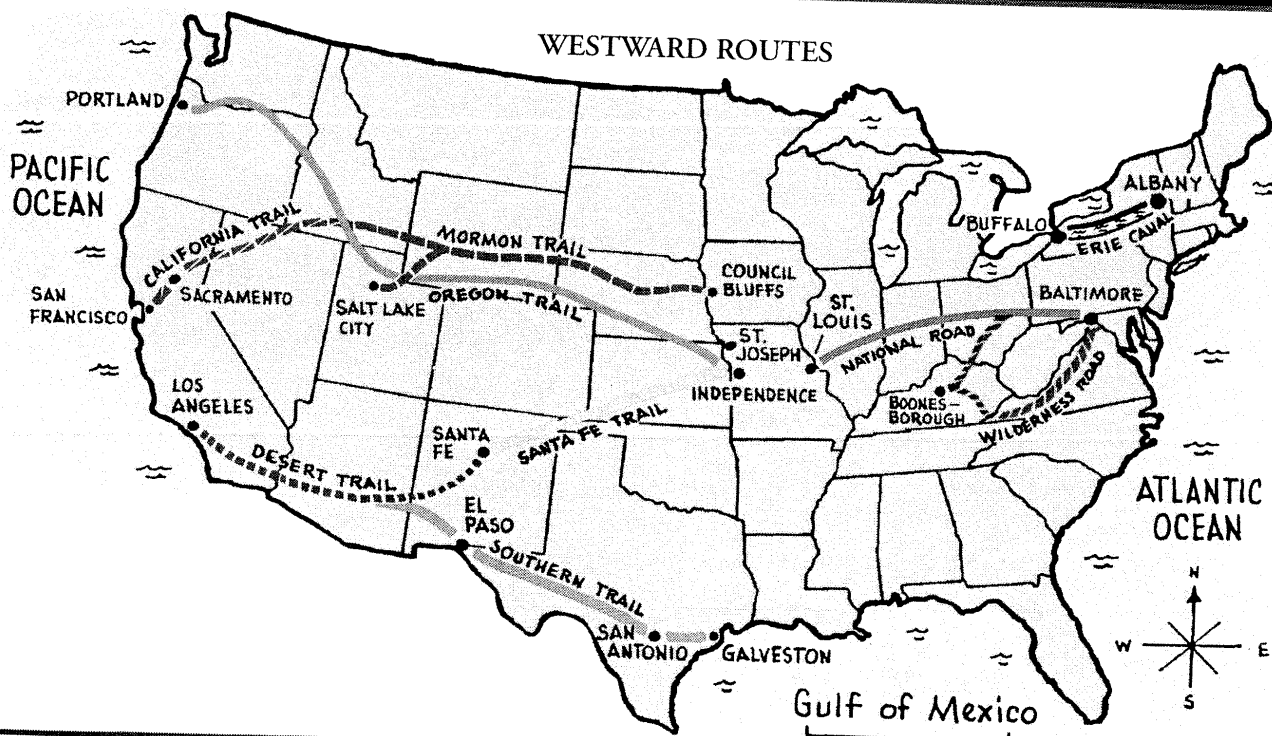 WESTWARD ROUTES
PORTLAND
PACIFIC
OCEAN
CALIFORNIA TRAIL
SAN
FRANCISCO
SACRAMENTO
MORMON TRAIL
SALT LAKE
CITY
OREGON TRAIL
COUNCIL
BLUFFS
ST.
JOSEPH
INDEPENDENCE
ST.
LOUIS
NATIONAL ROAD
BUFFALO
ALBANY
ERIE CANAL
BALTIMORE
BOONES-
BOROUGH
WILDERNESS ROAD
LOS
ANGELES
DESERT TRAIL
SANTA
FE
SANTA FE TRAIL
EL
PASO
SOUTHERN TRAIL
SAN
ANTONIO
GALVESTON
ATLANTIC
OCEAN
N
W
E
S
Gulf of Mexico